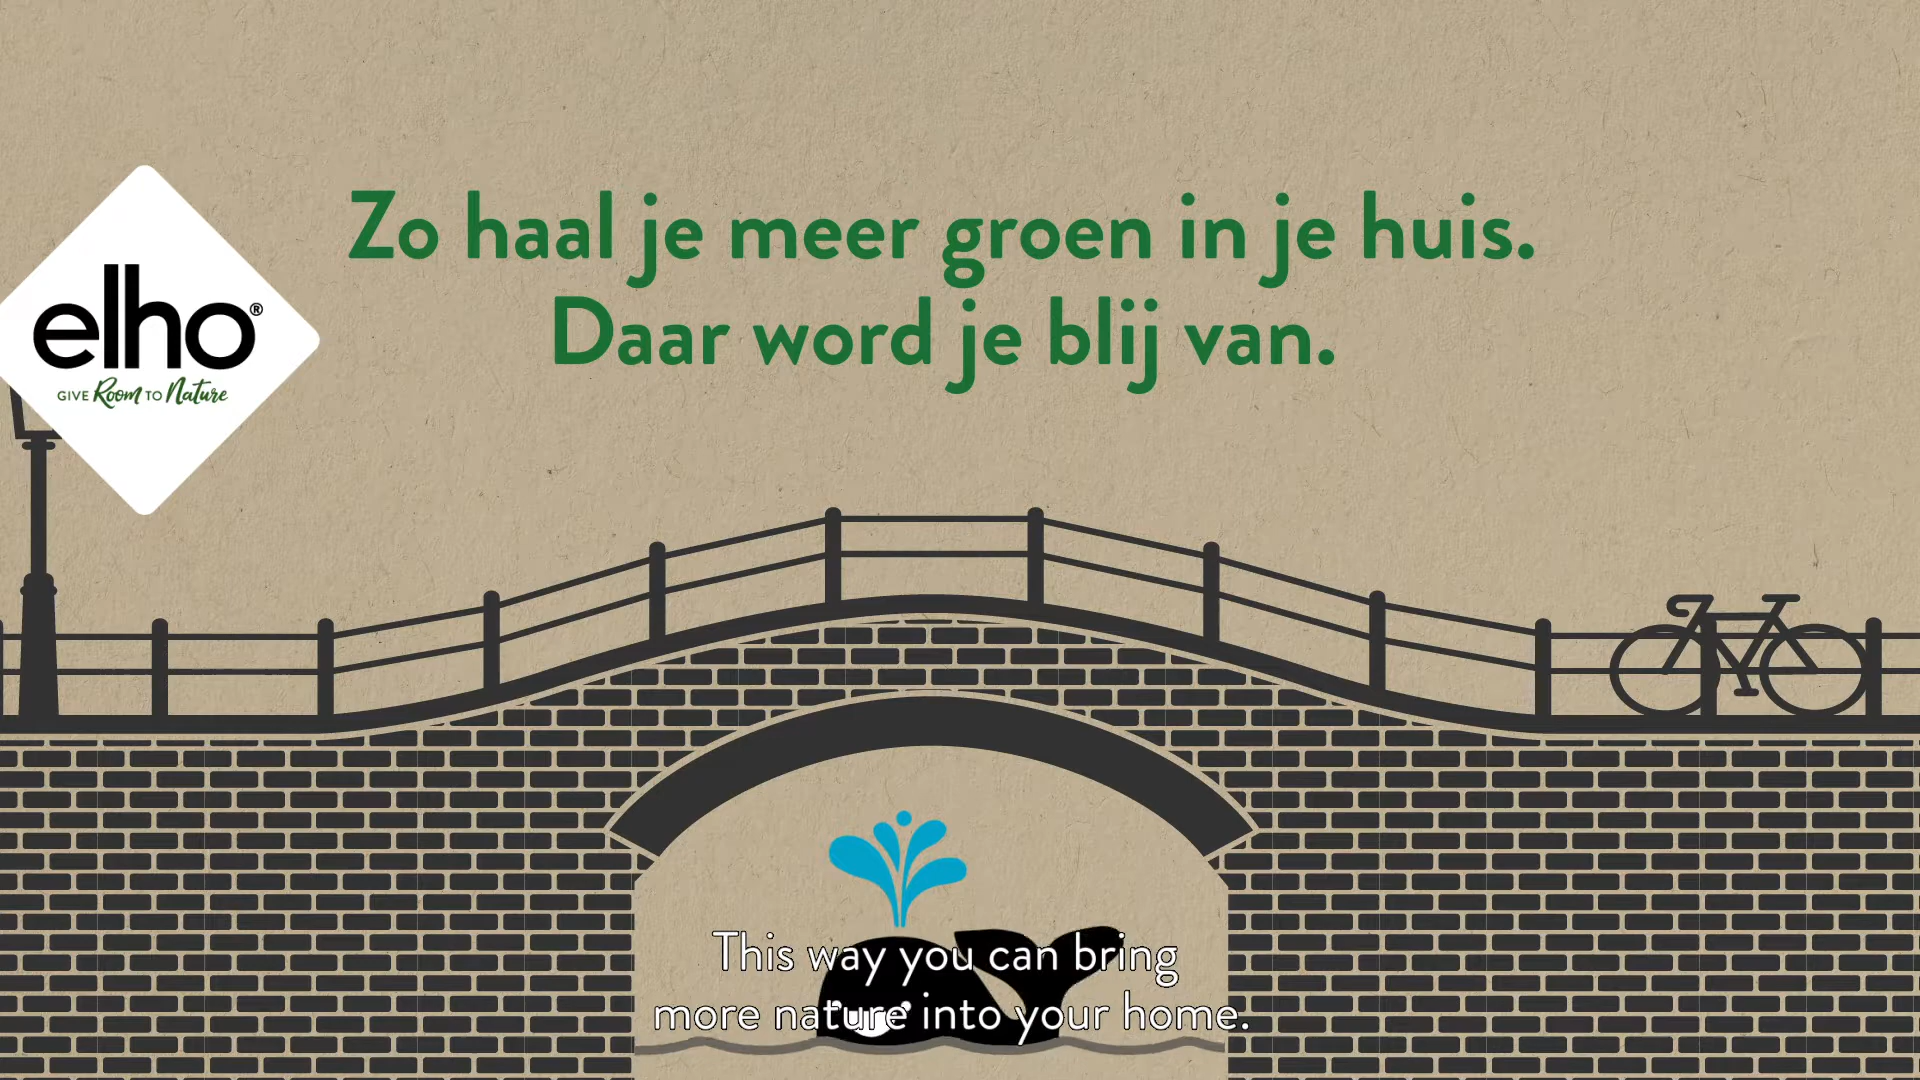 Zo haal je meer groen in je huis.
Daar word je blij van.
elho®
GIVE Room TO Nature
This way you can bring
more nature into your home.